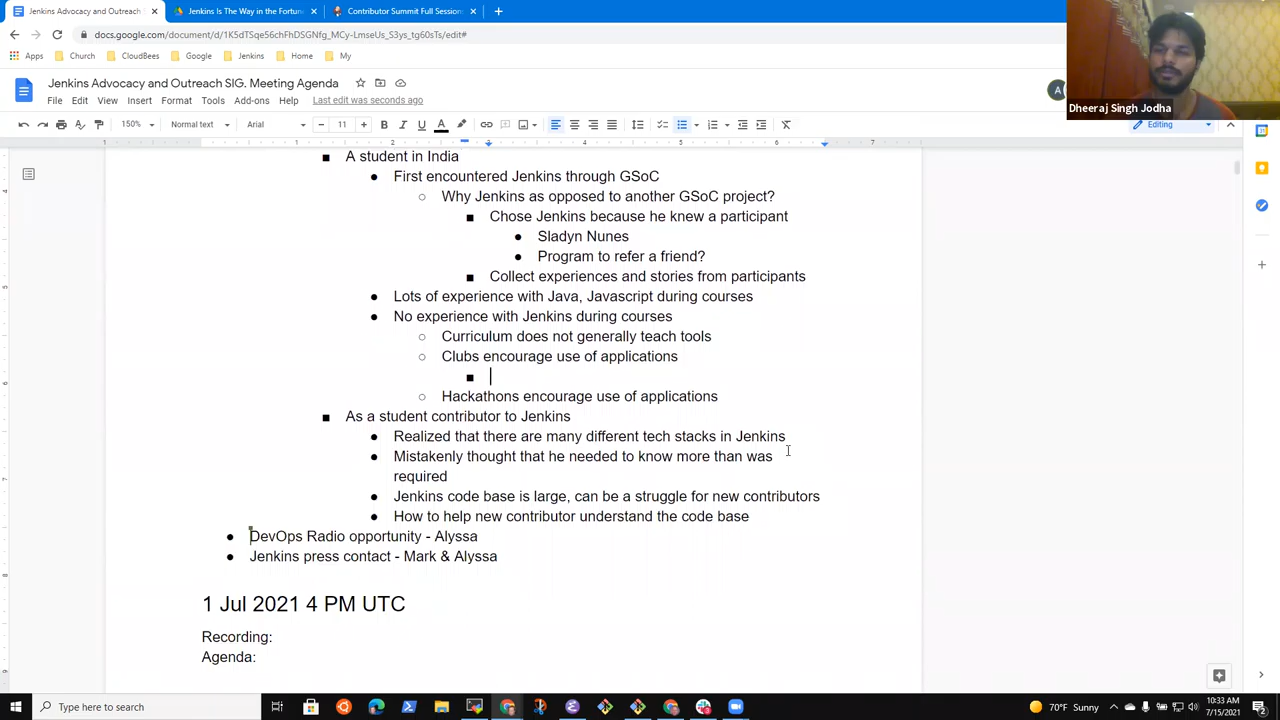 Jenkins Advocacy and Outreach
Jenkins Is The Way in the Fortun
Contributor Summit Full Session
docs.google.com/document/d/1K5dTSqe56chFhDSGNfg_MCy-LmseUs_S3ys_tg60sTs/edit#
Apps Church CloudBees Google Jenkins Home My
Jenkins Advocacy and Outreach SIG. Meeting Agenda
A
File Edit View Insert Format Tools Add-ons Help Last edit was seconds ago
Dheeraj Singh Jodha
150% Normal text Arial 11 Editing
1 2 3 4 5 6 7
A student in India
First encountered Jenkins through GSoC
Why Jenkins as opposed to another GSoC project?
Chose Jenkins because he knew a participant
Sladyn Nunes
Program to refer a friend?
Collect experiences and stories from participants
Lots of experience with Java, Javascript during courses
No experience with Jenkins during courses
Curriculum does not generally teach tools
Clubs encourage use of applications
Hackathons encourage use of applications
As a student contributor to Jenkins
Realized that there are many different tech stacks in Jenkins
Mistakenly thought that he needed to know more than was
required
Jenkins code base is large, can be a struggle for new contributors
How to help new contributor understand the code base
DevOps Radio opportunity - Alyssa
Jenkins press contact - Mark & Alyssa
1 Jul 2021 4 PM UTC
Recording:
Agenda:
Type here to search
70°F Sunny
10:33 AM
7/15/2021